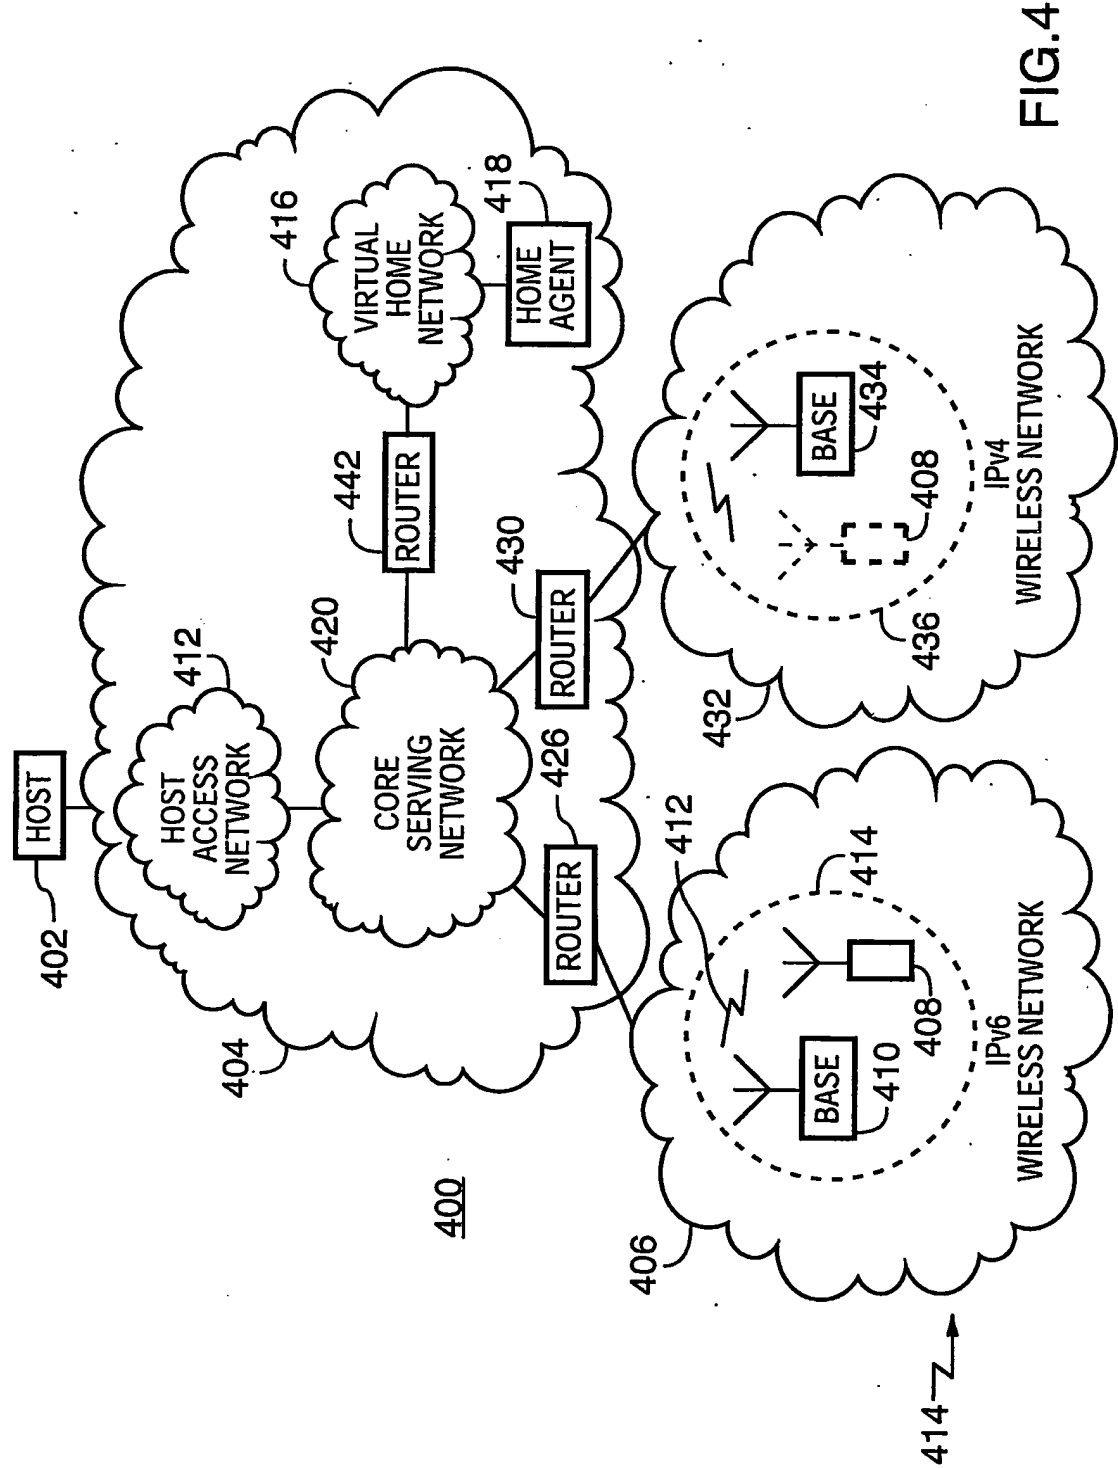 400
402
HOST
404
412
HOST
ACCESS
NETWORK
420
CORE
SERVING
NETWORK
442
ROUTER
416
VIRTUAL
HOME
NETWORK
418
HOME
AGENT
426
ROUTER
430
ROUTER
406
412
414
BASE
410
408
IPv6
WIRELESS NETWORK
414
432
BASE
434
408
436
IPv4
WIRELESS NETWORK
FIG.4